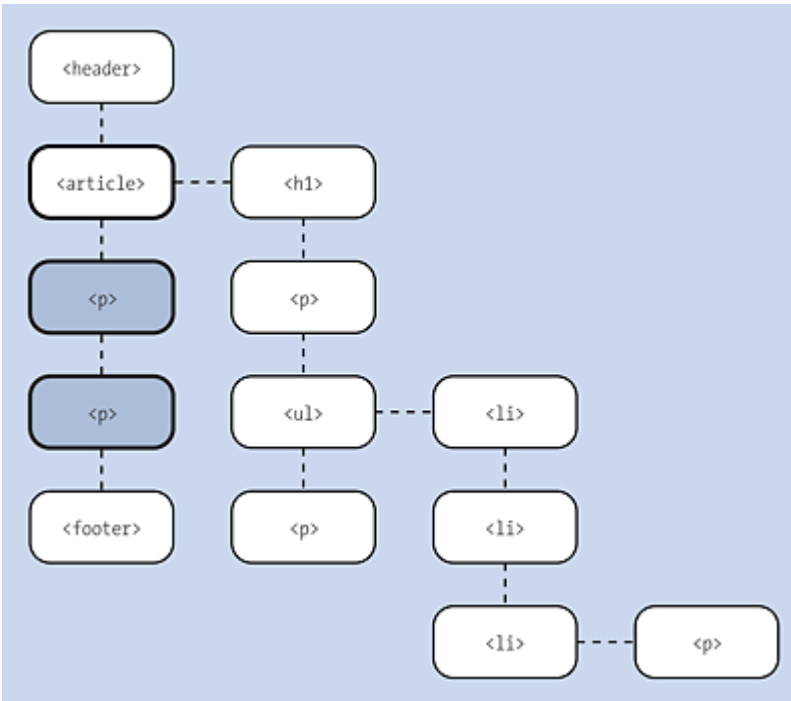 <header>
<article>
<h1>
<p>
<p>
<p>
<ul>
<li>
<footer>
<p>
<li>
<li>
<p>